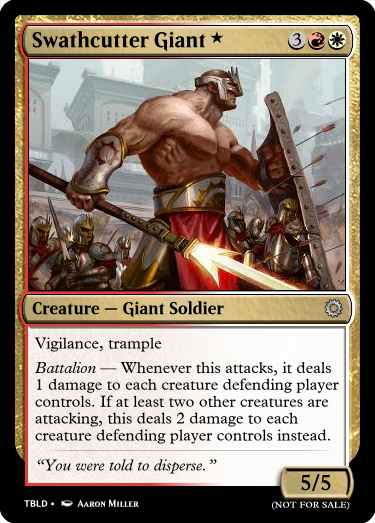 Swathcutter Giant ★ 3
Creature — Giant Soldier
Vigilance, trample
Battalion — Whenever this attacks, it deals
1 damage to each creature defending player
controls. If at least two other creatures are
attacking, this deals 2 damage to each
creature defending player controls instead.
“You were told to disperse.”
5/5
TBLD • Aaron Miller
(NOT FOR SALE)